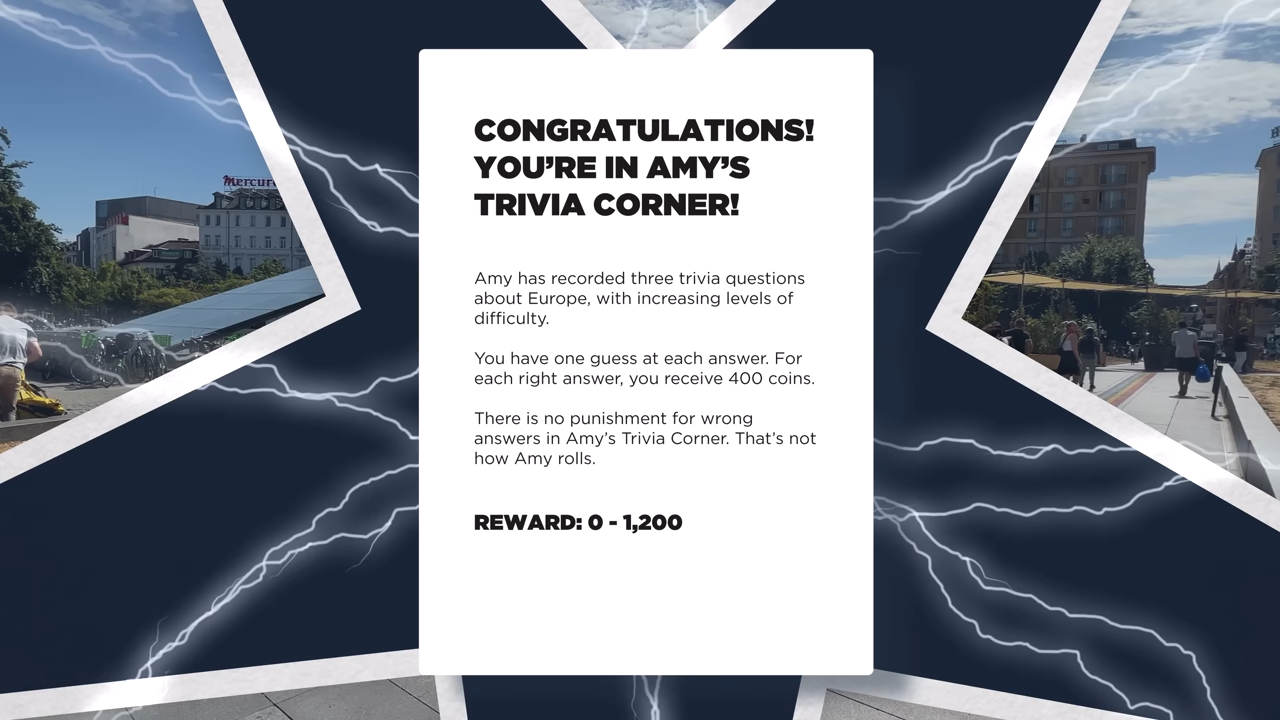 Mercure
CONGRATULATIONS!
YOU'RE IN AMY'S
TRIVIA CORNER!
Amy has recorded three trivia questions
about Europe, with increasing levels of
difficulty.
You have one guess at each answer. For
each right answer, you receive 400 coins.
There is no punishment for wrong
answers in Amy's Trivia Corner. That's not
how Amy rolls.
REWARD: 0 - 1,200